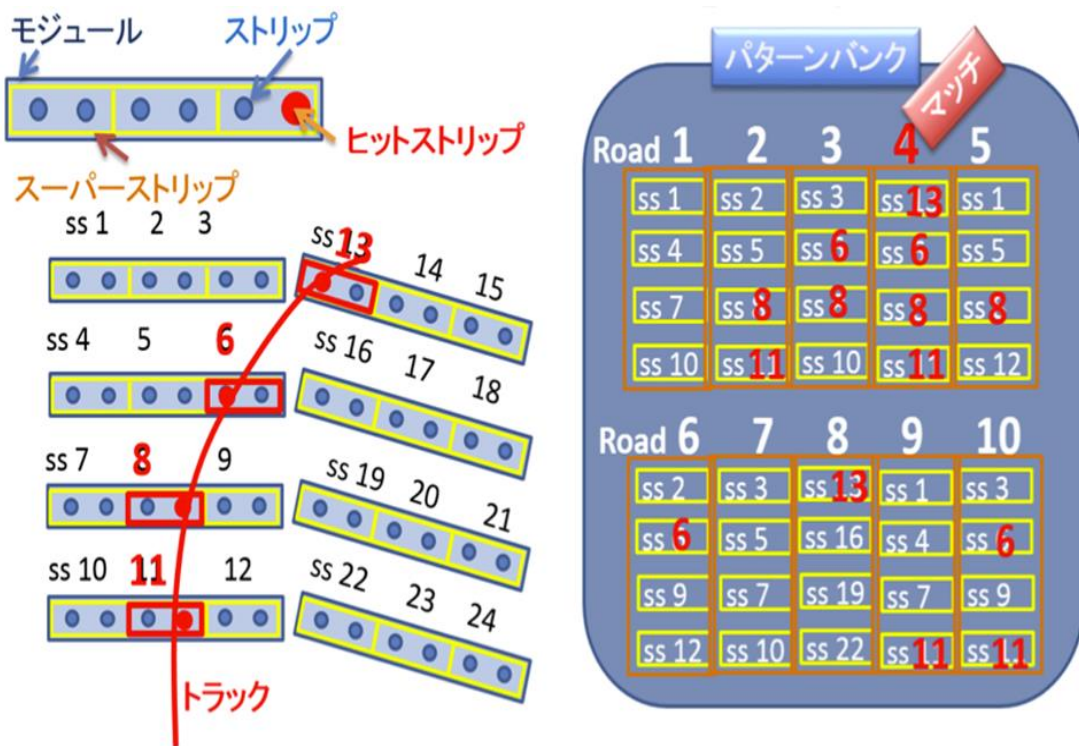 モジュール
ストリップ
ヒットストリップ
スーパーストリップ
ss 1 2 3
ss 13 14 15
ss 4 5 6
ss 16 17 18
ss 7 8 9
ss 19 20 21
ss 10 11 12
ss 22 23 24
トラック
パターンバンク
マッチ
Road 1 2 3 4 5
ss 1 ss 2 ss 3 ss 13 ss 1
ss 4 ss 5 ss 6 ss 6 ss 5
ss 7 ss 8 ss 8 ss 8 ss 8
ss 10 ss 11 ss 10 ss 11 ss 12
Road 6 7 8 9 10
ss 2 ss 3 ss 13 ss 1 ss 3
ss 6 ss 5 ss 16 ss 4 ss 6
ss 9 ss 7 ss 19 ss 7 ss 9
ss 12 ss 10 ss 22 ss 11 ss 11